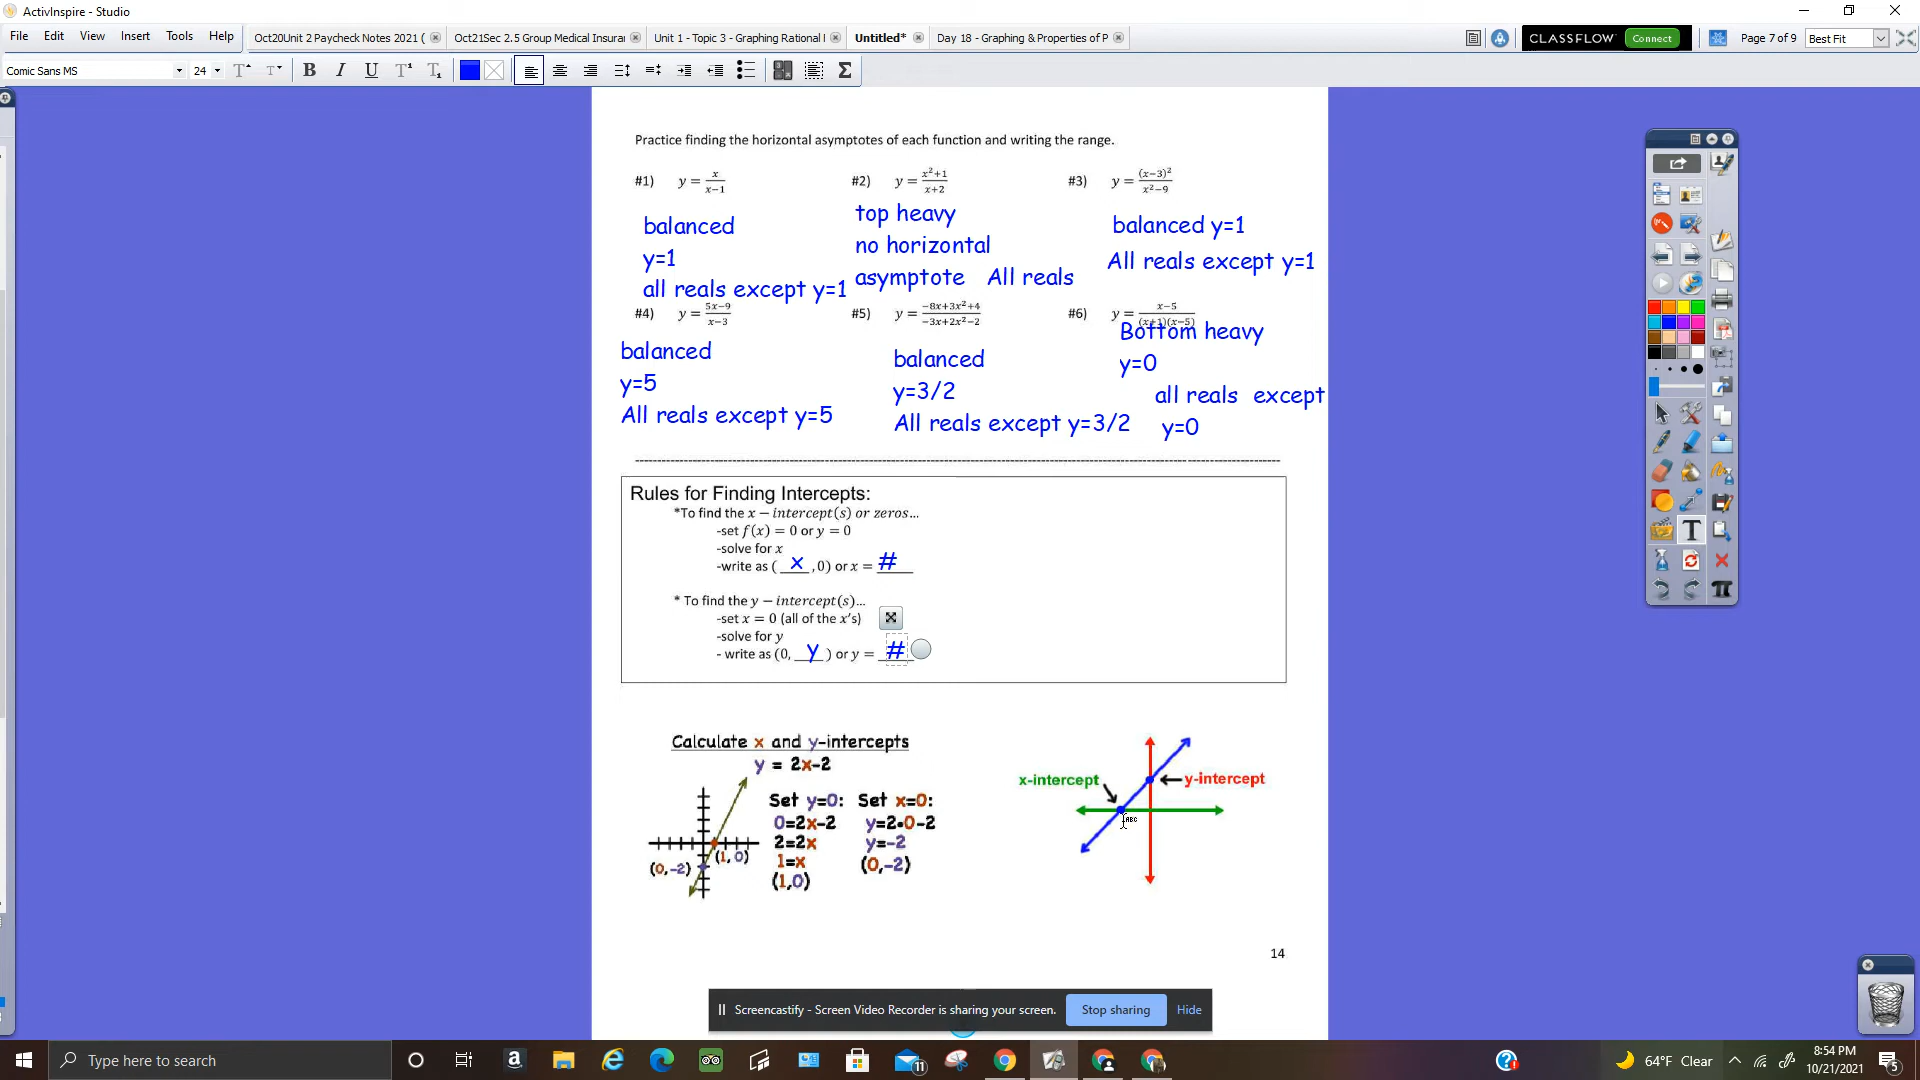 ActivInspire - Studio
File Edit View Insert Tools Help
Oct20Unit 2 Paycheck Notes 2021 (
Oct21Sec 2.5 Group Medical Insurar
Unit 1 - Topic 3 - Graphing Rational
Untitled*
Day 18 - Graphing & Properties of P
CLASSFLOW Connect
Page 7 of 9
Best Fit
Comic Sans MS 24
Practice finding the horizontal asymptotes of each function and writing the range.
#1) y = x/(x−1)
#2) y = (x²+1)/(x+2)
#3) y = (x−3)²/(x²−9)
balanced
y=1
all reals except y=1
top heavy
no horizontal
asymptote All reals
balanced y=1
All reals except y=1
#4) y = (5x−9)/(x−3)
#5) y = (−8x+3x²+4)/(−3x+2x²−2)
#6) y = (x−5)/((x+1)(x−5))
balanced
y=5
All reals except y=5
balanced
y=3/2
All reals except y=3/2
Bottom heavy
y=0
all reals except
y=0
Rules for Finding Intercepts:
*To find the x − intercept(s) or zeros...
-set f(x) = 0 or y = 0
-solve for x
-write as ( x , 0) or x = #
* To find the y − intercept(s)...
-set x = 0 (all of the x's)
-solve for y
- write as (0, y ) or y = #
Calculate x and y-intercepts
y = 2x-2
Set y=0:
0=2x-2
2=2x
1=x
(1,0)
Set x=0:
y=2•0-2
y=-2
(0,-2)
(1, 0)
(0,-2)
x-intercept
y-intercept
ABC
14
Screencastify - Screen Video Recorder is sharing your screen.
Stop sharing
Hide
Type here to search
11
64°F Clear
8:54 PM
10/21/2021
5